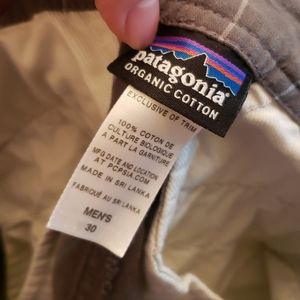 patagonia
ORGANIC COTTON
EXCLUSIVE OF TRIM
100% COTON DE
CULTURE BIOLOGIQUE
A PART LA GARNITURE
MFG DATE AND LOCATION
AT PCPSIA.COM
MADE IN SRI LANKA
FABRIQUÉ AU SRI LANKA
MEN'S
30